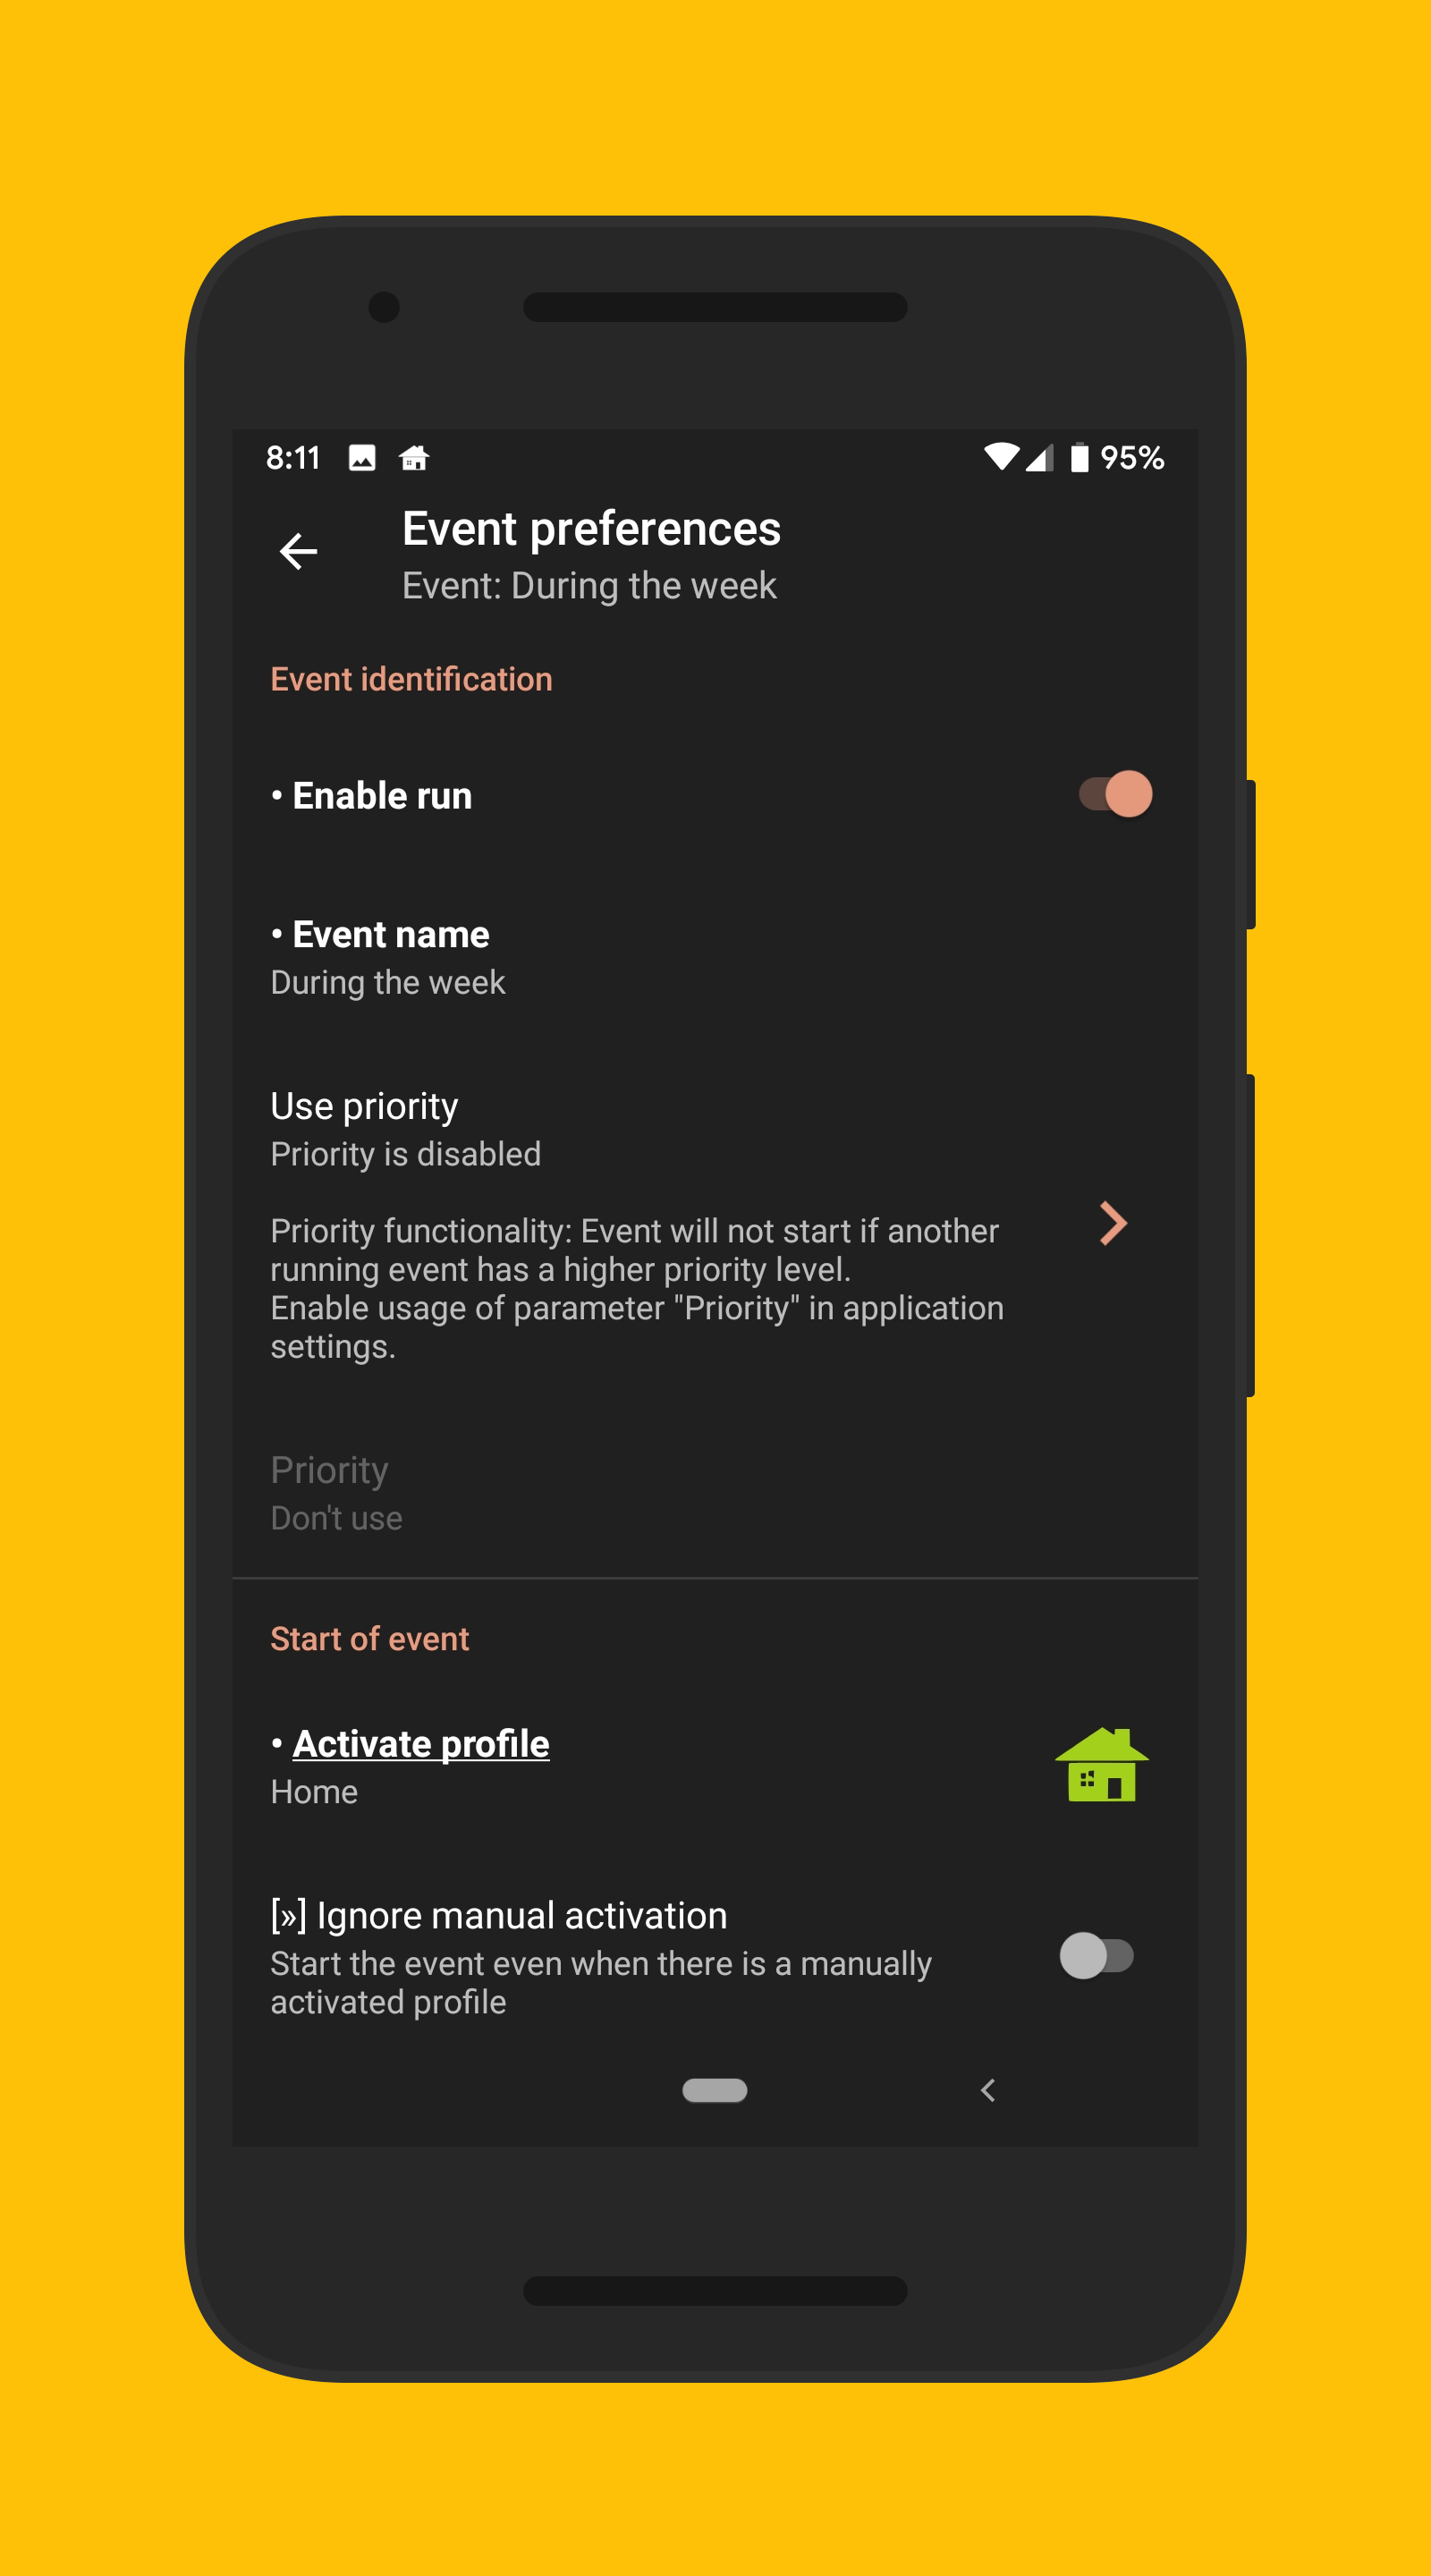 8:11 95%
Event preferences
Event: During the week
Event identification
• Enable run
• Event name
During the week
Use priority
Priority is disabled
Priority functionality: Event will not start if another
running event has a higher priority level.
Enable usage of parameter "Priority" in application
settings.
Priority
Don't use
Start of event
• Activate profile
Home
[»] Ignore manual activation
Start the event even when there is a manually
activated profile